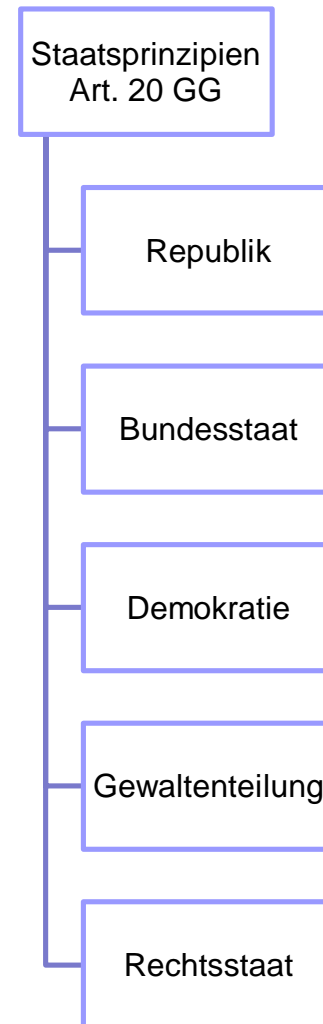 Staatsprinzipien
Art. 20 GG
Republik
Bundesstaat
Demokratie
Gewaltenteilung
Rechtsstaat